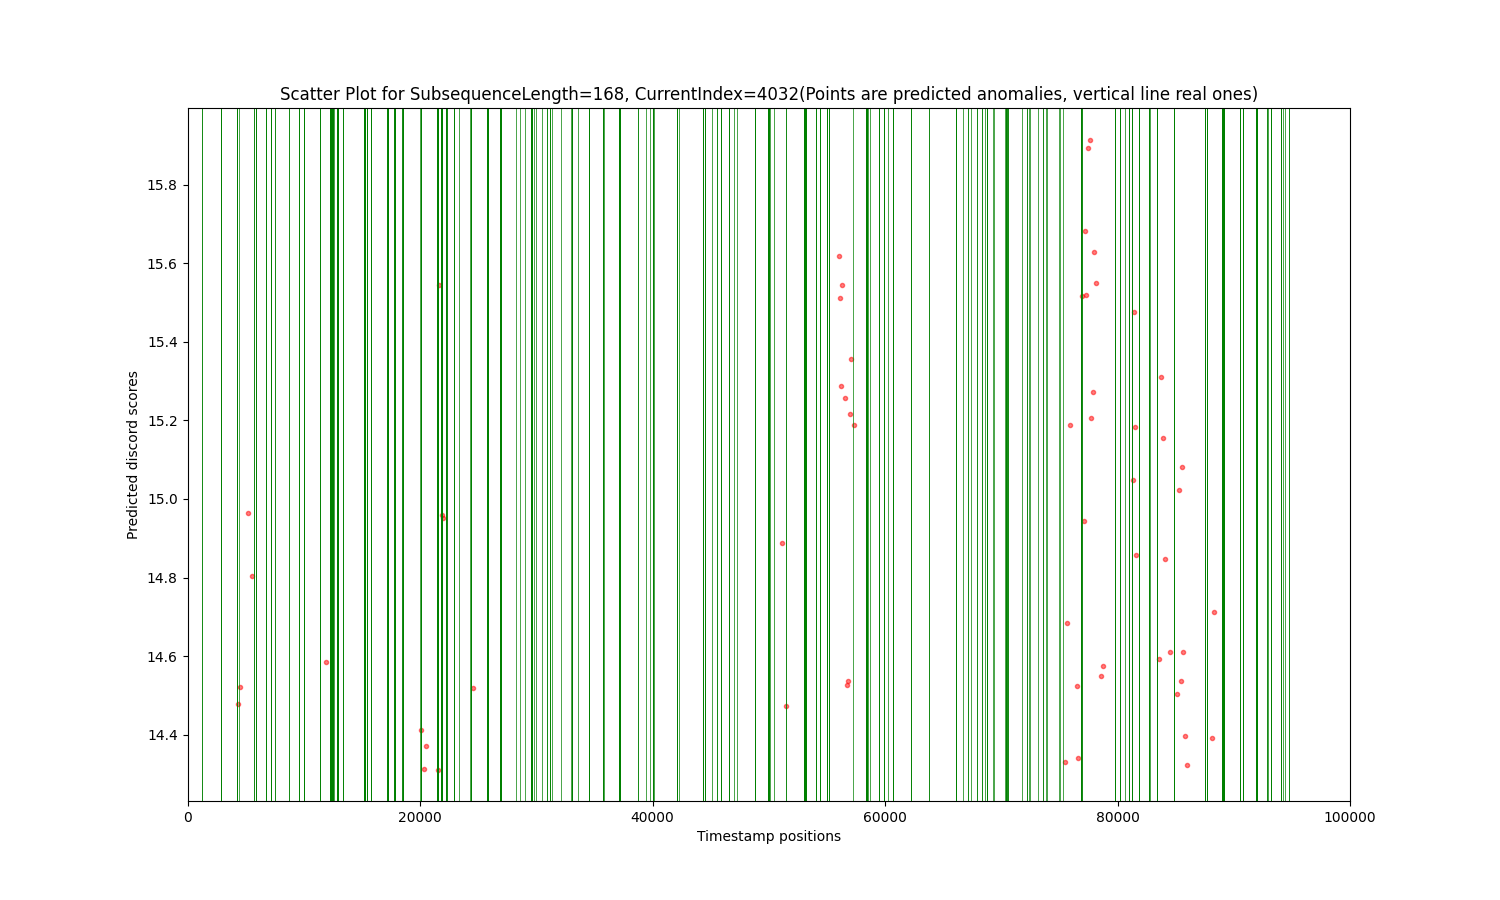 Scatter Plot for SubsequenceLength=168, CurrentIndex=4032(Points are predicted anomalies, vertical line real ones)
15.8
15.6
15.4
15.2
15.0
14.8
14.6
14.4
Predicted discord scores
0 20000 40000 60000 80000 100000
Timestamp positions